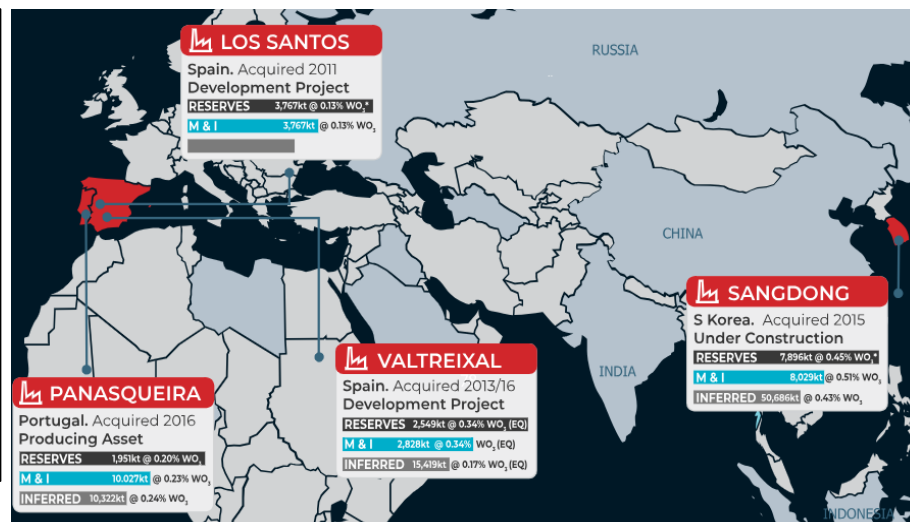 LOS SANTOS
Spain. Acquired 2011
Development Project
RESERVES 3,767kt @ 0.13% WO₃*
M & I 3,767kt @ 0.13% WO₃
RUSSIA
CHINA
INDIA
INDONESIA
SANGDONG
S Korea. Acquired 2015
Under Construction
RESERVES 7,896kt @ 0.45% WO₃*
M & I 8,029kt @ 0.51% WO₃
INFERRED 50,686kt @ 0.43% WO₃
VALTREIXAL
Spain. Acquired 2013/16
Development Project
RESERVES 2,549kt @ 0.34% WO₃ (EQ)
M & I 2,828kt @ 0.34% WO₃ (EQ)
INFERRED 15,419kt @ 0.17% WO₃ (EQ)
PANASQUEIRA
Portugal. Acquired 2016
Producing Asset
RESERVES 1,951kt @ 0.20% WO₃
M & I 10.027kt @ 0.23% WO₃
INFERRED 10,322kt @ 0.24% WO₃